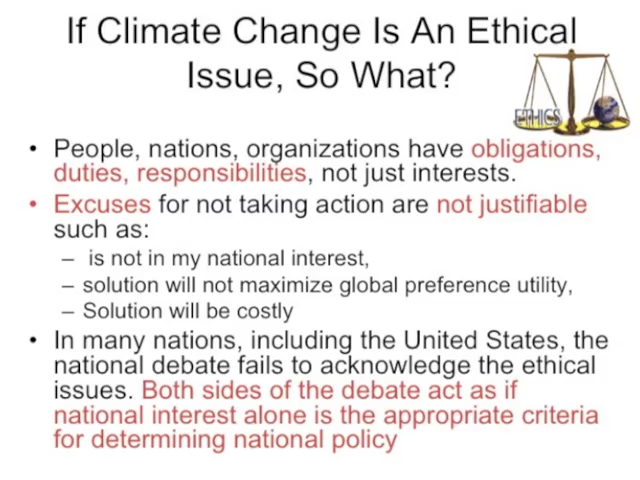 If Climate Change Is An Ethical
Issue, So What?
ETHICS
• People, nations, organizations have obligations,
duties, responsibilities, not just interests.
• Excuses for not taking action are not justifiable
such as:
– is not in my national interest,
– solution will not maximize global preference utility,
– Solution will be costly
• In many nations, including the United States, the
national debate fails to acknowledge the ethical
issues. Both sides of the debate act as if
national interest alone is the appropriate criteria
for determining national policy